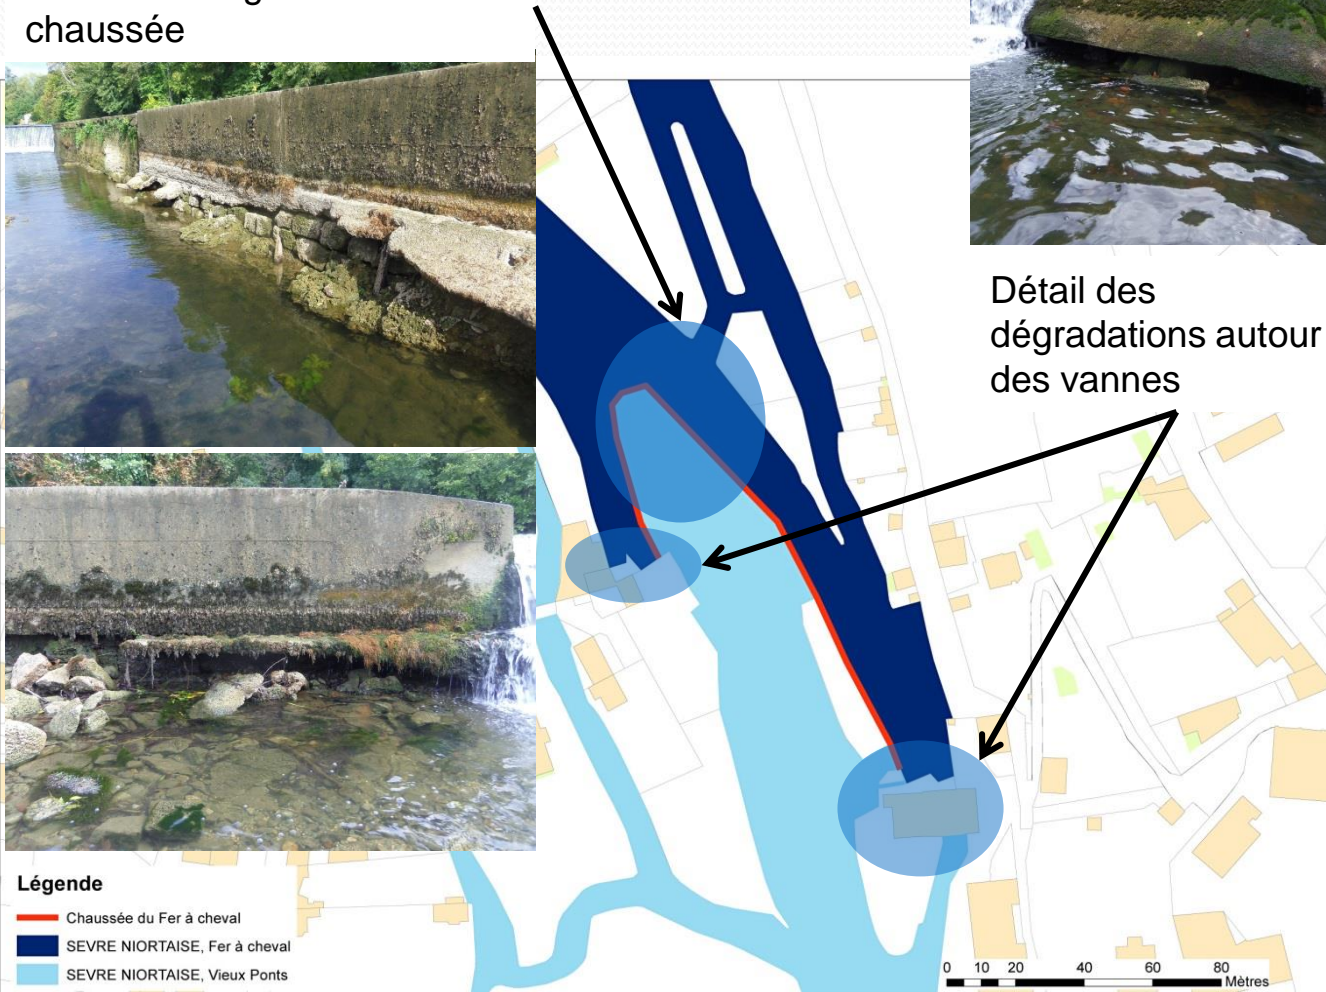 chaussée
Détail des
dégradations autour
des vannes
Légende
Chaussée du Fer à cheval
SEVRE NIORTAISE, Fer à cheval
SEVRE NIORTAISE, Vieux Ponts
0 10 20 40 60 80
Mètres